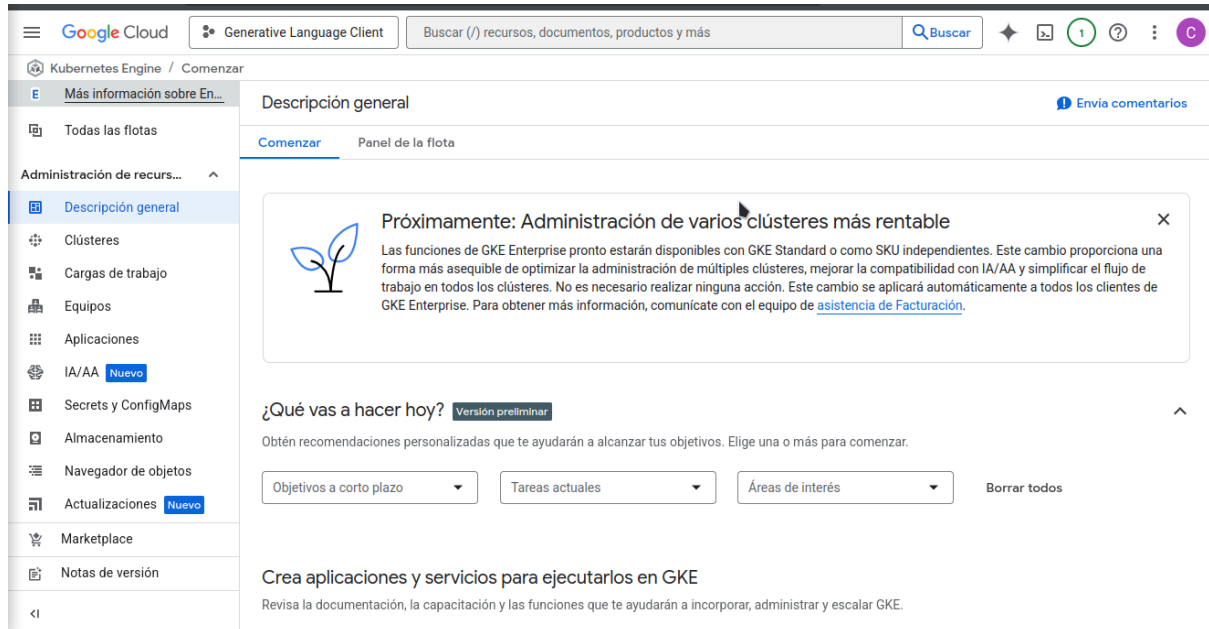 Google Cloud
Generative Language Client
Buscar (/) recursos, documentos, productos y más
Buscar
1
C
Kubernetes Engine / Comenzar
E
Más información sobre En...
Todas las flotas
Administración de recurs...
Descripción general
Clústeres
Cargas de trabajo
Equipos
Aplicaciones
IA/AA Nuevo
Secrets y ConfigMaps
Almacenamiento
Navegador de objetos
Actualizaciones Nuevo
Marketplace
Notas de versión
Descripción general
Envía comentarios
Comenzar
Panel de la flota
Próximamente: Administración de varios clústeres más rentable
Las funciones de GKE Enterprise pronto estarán disponibles con GKE Standard o como SKU independientes. Este cambio proporciona una
forma más asequible de optimizar la administración de múltiples clústeres, mejorar la compatibilidad con IA/AA y simplificar el flujo de
trabajo en todos los clústeres. No es necesario realizar ninguna acción. Este cambio se aplicará automáticamente a todos los clientes de
GKE Enterprise. Para obtener más información, comunícate con el equipo de asistencia de Facturación.
¿Qué vas a hacer hoy? Versión preliminar
Obtén recomendaciones personalizadas que te ayudarán a alcanzar tus objetivos. Elige una o más para comenzar.
Objetivos a corto plazo
Tareas actuales
Áreas de interés
Borrar todos
Crea aplicaciones y servicios para ejecutarlos en GKE
Revisa la documentación, la capacitación y las funciones que te ayudarán a incorporar, administrar y escalar GKE.